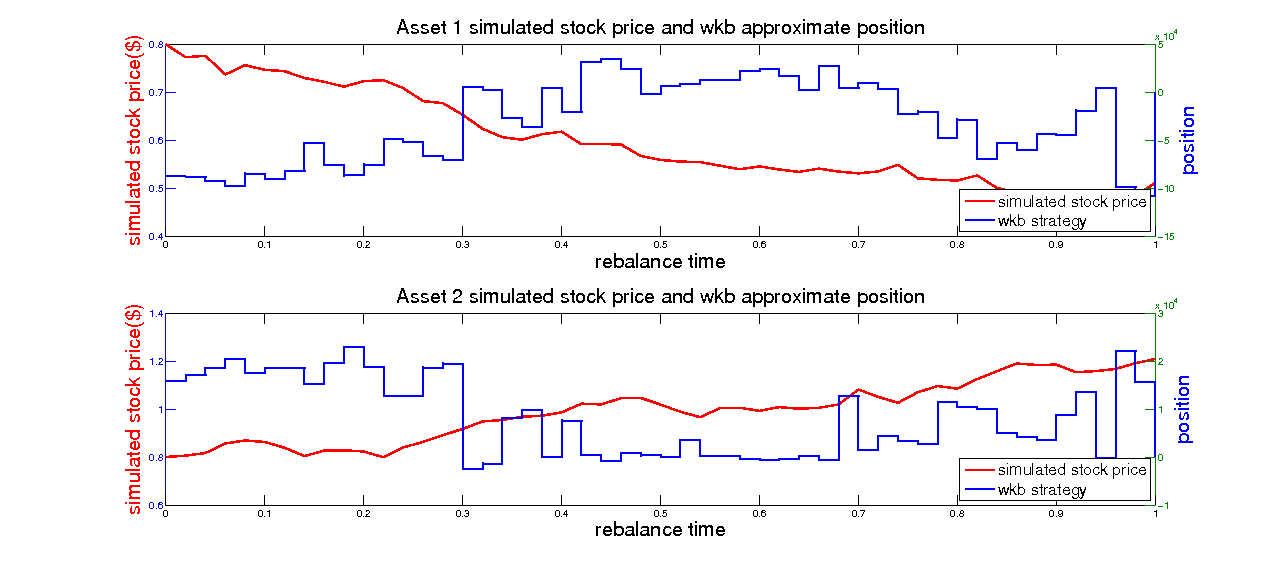 Asset 1 simulated stock price and wkb approximate position
x 10^4
simulated stock price($)
0.8
0.7
0.6
0.5
0.4
5
0
-5
-10
-15
position
simulated stock price
wkb strategy
0 0.1 0.2 0.3 0.4 0.5 0.6 0.7 0.8 0.9 1
rebalance time
Asset 2 simulated stock price and wkb approximate position
x 10^4
simulated stock price($)
1.4
1.2
1
0.8
0.6
3
2
1
0
-1
position
simulated stock price
wkb strategy
0 0.1 0.2 0.3 0.4 0.5 0.6 0.7 0.8 0.9 1
rebalance time